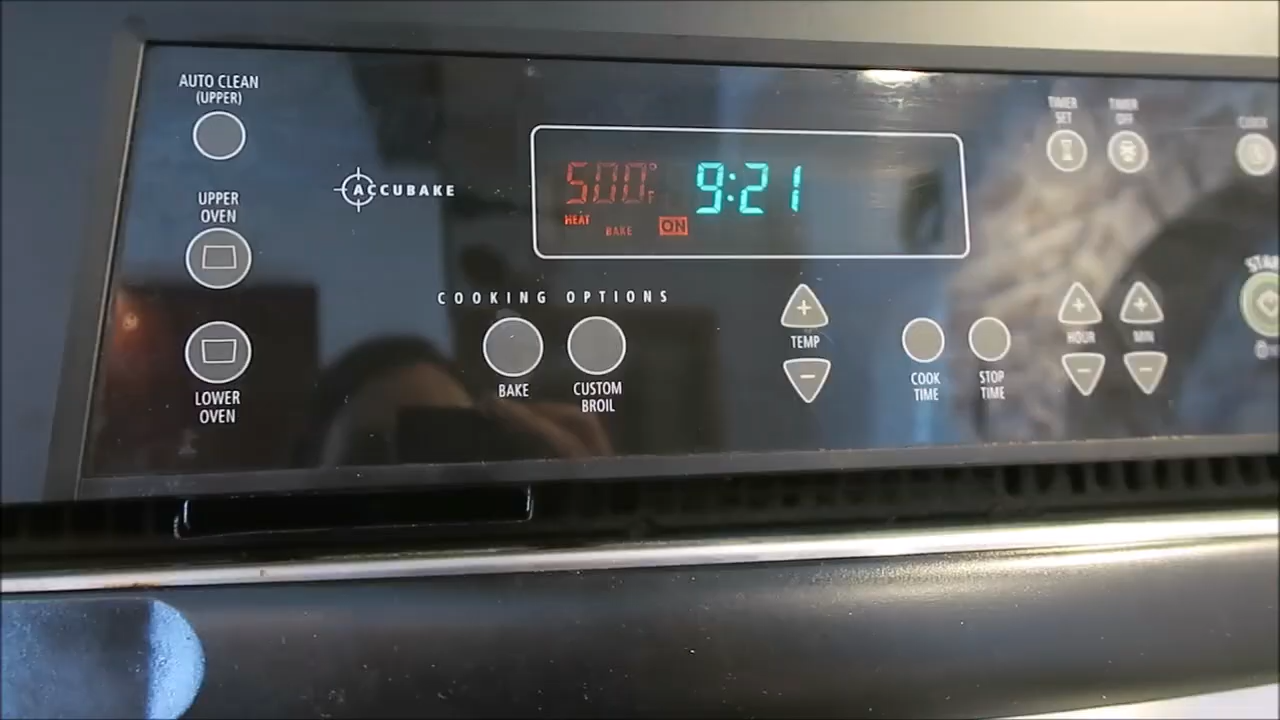 AUTO CLEAN
(UPPER)
UPPER
OVEN
LOWER
OVEN
ACCUBAKE
500°F 9:21
HEAT BAKE ON
COOKING OPTIONS
BAKE
CUSTOM
BROIL
+
TEMP
−
COOK
TIME
STOP
TIME
TIMER
SET
TIMER
OFF
CLOCK
+
HOUR
−
+
MIN
−
STAR